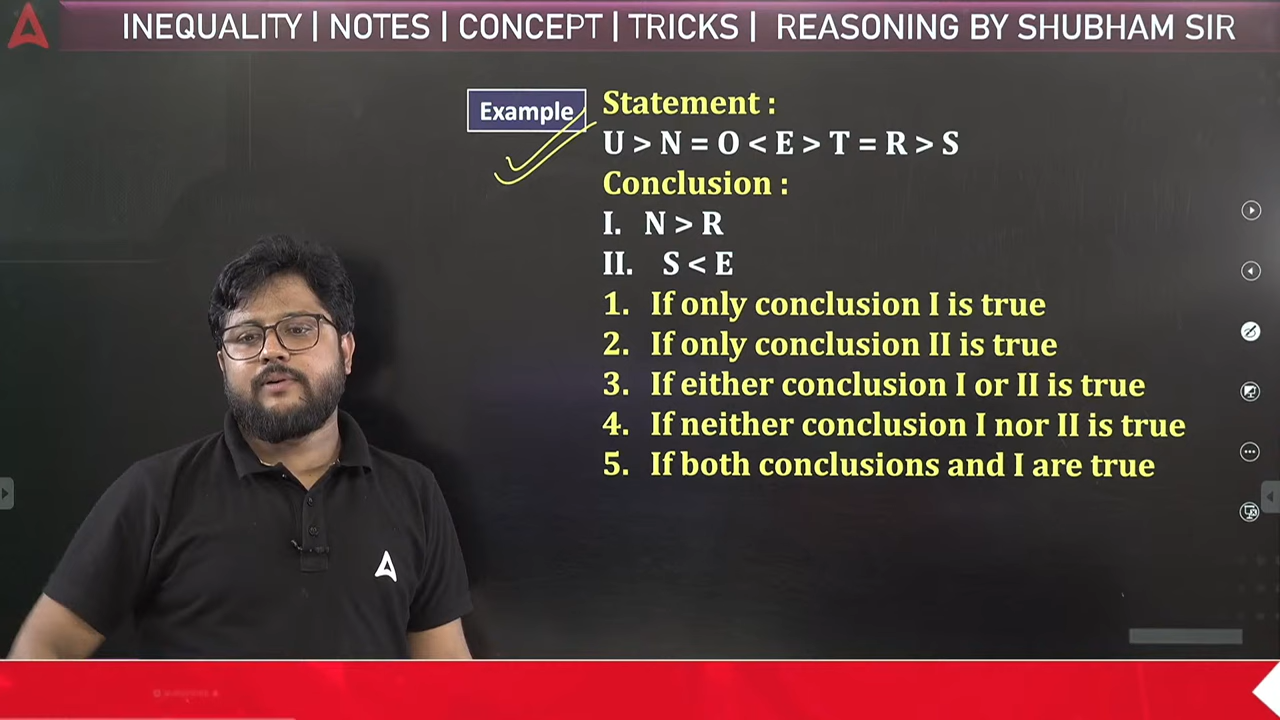 INEQUALITY | NOTES | CONCEPT | TRICKS | REASONING BY SHUBHAM SIR
Example
Statement :
U > N = O < E > T = R > S
Conclusion :
I. N > R
II. S < E
1. If only conclusion I is true
2. If only conclusion II is true
3. If either conclusion I or II is true
4. If neither conclusion I nor II is true
5. If both conclusions and I are true